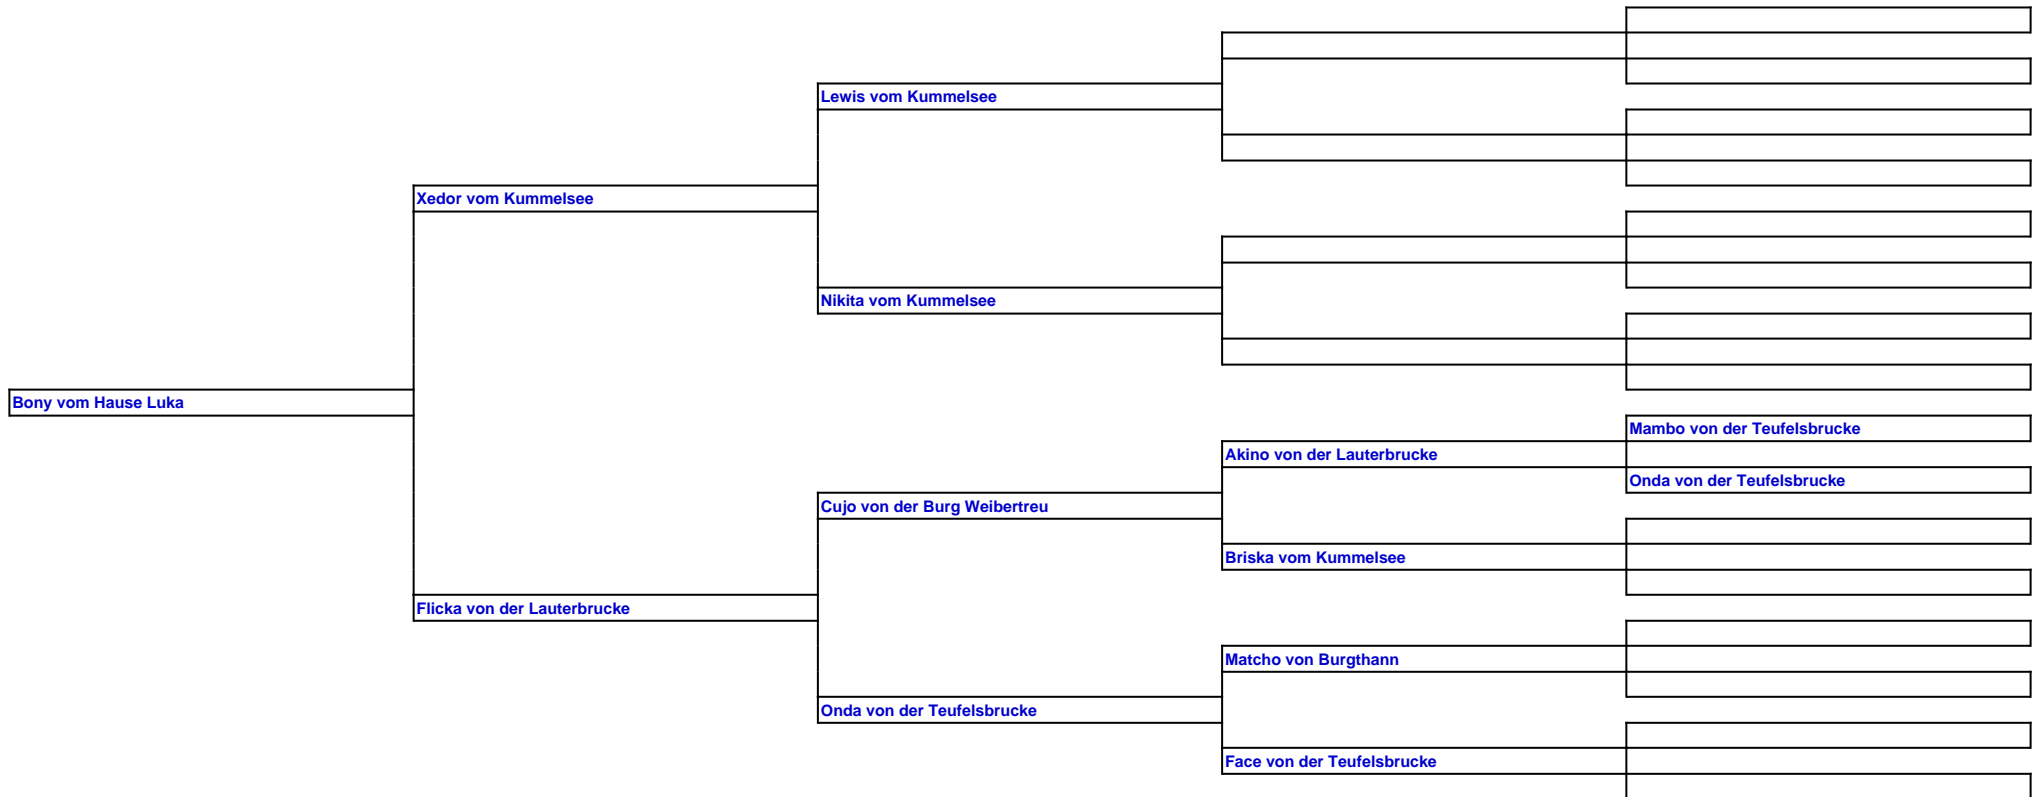 Lewis vom Kummelsee
Xedor vom Kummelsee
Nikita vom Kummelsee
Bony vom Hause Luka
Mambo von der Teufelsbrucke
Akino von der Lauterbrucke
Onda von der Teufelsbrucke
Cujo von der Burg Weibertreu
Briska vom Kummelsee
Flicka von der Lauterbrucke
Matcho von Burgthann
Onda von der Teufelsbrucke
Face von der Teufelsbrucke